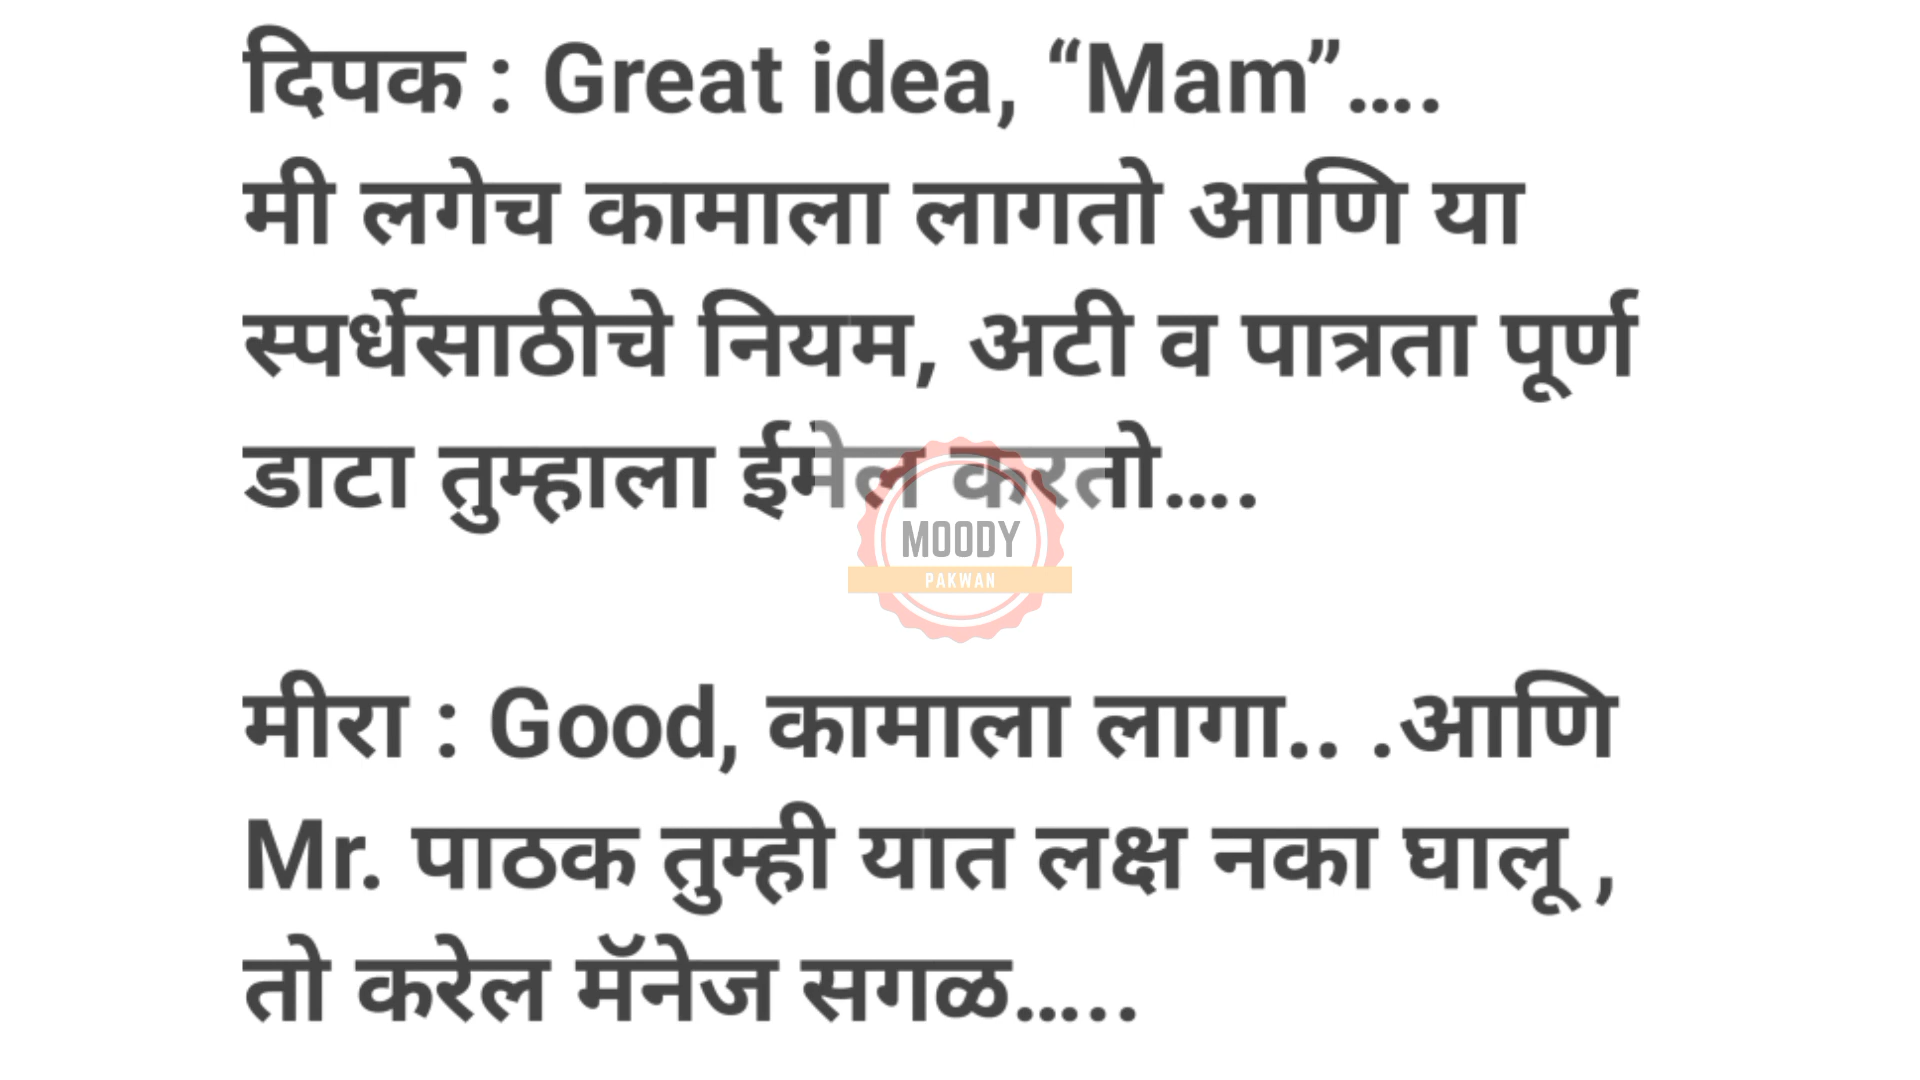 दिपक : Great idea, “Mam”....
मी लगेच कामाला लागतो आणि या
स्पर्धेसाठीचे नियम, अटी व पात्रता पूर्ण
डाटा तुम्हाला ईमेल करतो....
MOODY
PAKWAN
मीरा : Good, कामाला लागा.. .आणि
Mr. पाठक तुम्ही यात लक्ष नका घालू ,
तो करेल मॅनेज सगळ.....